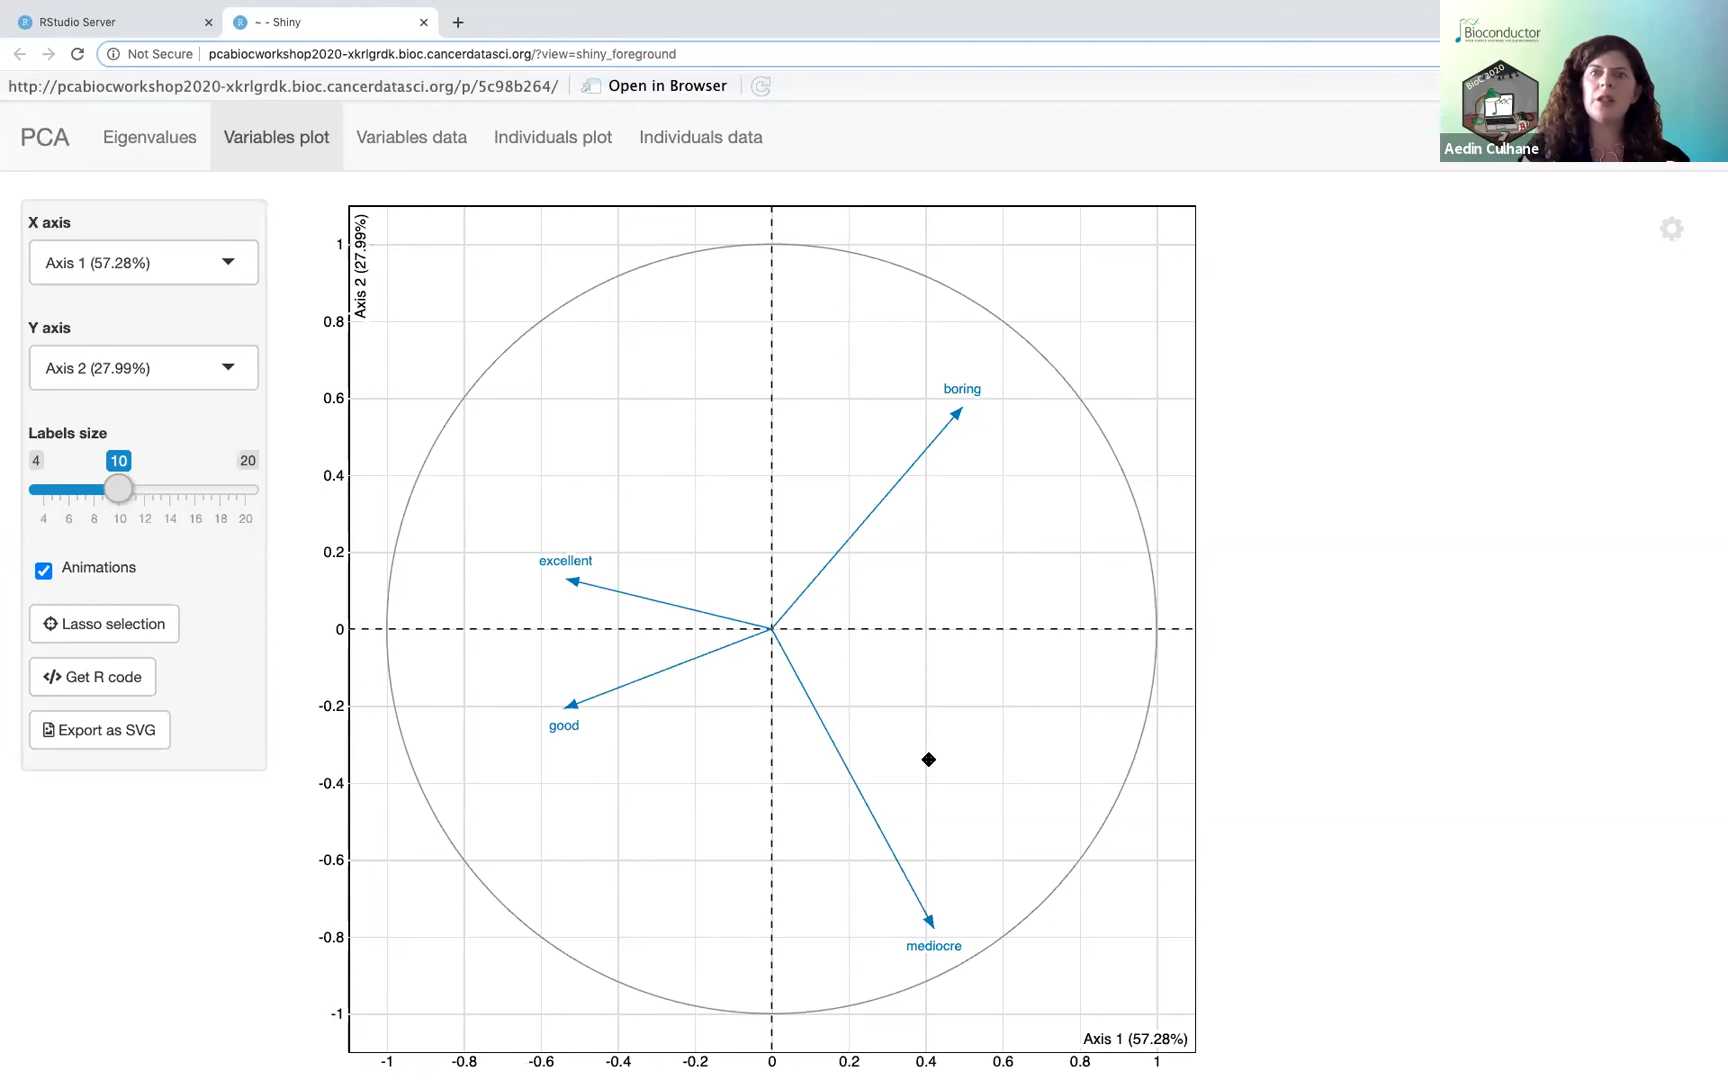 RStudio Server
~ - Shiny
Not Secure
pcabiocworkshop2020-xkrlgrdk.bioc.cancerdatasci.org/?view=shiny_foreground
http://pcabiocworkshop2020-xkrlgrdk.bioc.cancerdatasci.org/p/5c98b264/
Open in Browser
Bioconductor
BioC 2020
Aedin Culhane
PCA
Eigenvalues
Variables plot
Variables data
Individuals plot
Individuals data
X axis
Axis 1 (57.28%)
Y axis
Axis 2 (27.99%)
Labels size
4 10 20
4 6 8 10 12 14 16 18 20
Animations
Lasso selection
</> Get R code
Export as SVG
Axis 2 (27.99%)
1
0.8
0.6
0.4
0.2
0
-0.2
-0.4
-0.6
-0.8
-1
boring
excellent
good
mediocre
Axis 1 (57.28%)
-1 -0.8 -0.6 -0.4 -0.2 0 0.2 0.4 0.6 0.8 1